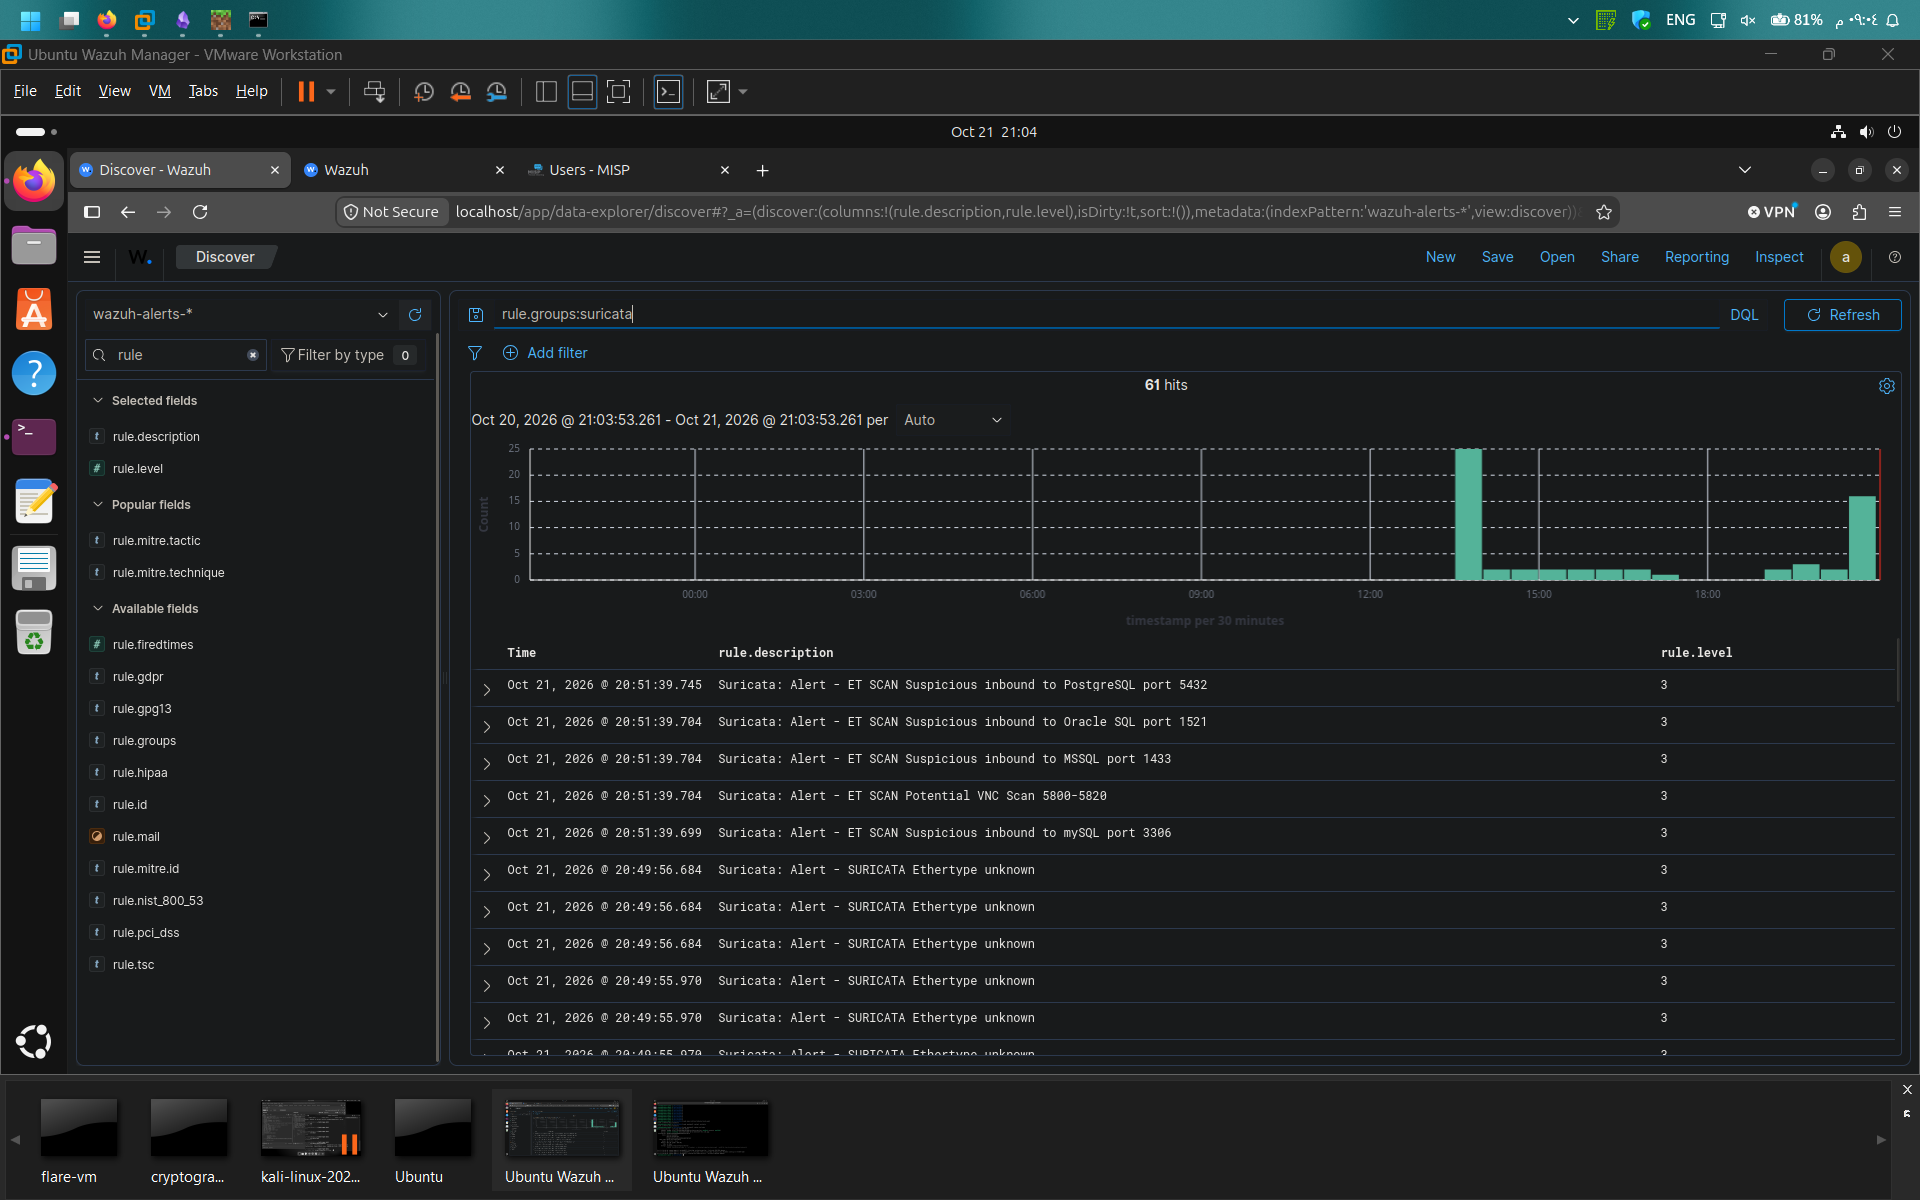 ENG
81%
٠٩:٠٤ م
Ubuntu Wazuh Manager - VMware Workstation
File Edit View VM Tabs Help
Oct 21 21:04
Discover - Wazuh
Wazuh
Users - MISP
Not Secure
localhost/app/data-explorer/discover#?_a=(discover:(columns:!(rule.description,rule.level),isDirty:!t,sort:!()),metadata:(indexPattern:'wazuh-alerts-*',view:discover))
VPN
W.
Discover
New Save Open Share Reporting Inspect
a
wazuh-alerts-*
rule.groups:suricata
DQL
Refresh
rule
Filter by type 0
Add filter
Selected fields
rule.description
rule.level
Popular fields
rule.mitre.tactic
rule.mitre.technique
Available fields
rule.firedtimes
rule.gdpr
rule.gpg13
rule.groups
rule.hipaa
rule.id
rule.mail
rule.mitre.id
rule.nist_800_53
rule.pci_dss
rule.tsc
61 hits
Oct 20, 2026 @ 21:03:53.261 - Oct 21, 2026 @ 21:03:53.261 per Auto
Count
25
20
15
10
5
0
00:00 03:00 06:00 09:00 12:00 15:00 18:00
timestamp per 30 minutes
Time rule.description rule.level
Oct 21, 2026 @ 20:51:39.745 Suricata: Alert - ET SCAN Suspicious inbound to PostgreSQL port 5432 3
Oct 21, 2026 @ 20:51:39.704 Suricata: Alert - ET SCAN Suspicious inbound to Oracle SQL port 1521 3
Oct 21, 2026 @ 20:51:39.704 Suricata: Alert - ET SCAN Suspicious inbound to MSSQL port 1433 3
Oct 21, 2026 @ 20:51:39.704 Suricata: Alert - ET SCAN Potential VNC Scan 5800-5820 3
Oct 21, 2026 @ 20:51:39.699 Suricata: Alert - ET SCAN Suspicious inbound to mySQL port 3306 3
Oct 21, 2026 @ 20:49:56.684 Suricata: Alert - SURICATA Ethertype unknown 3
Oct 21, 2026 @ 20:49:56.684 Suricata: Alert - SURICATA Ethertype unknown 3
Oct 21, 2026 @ 20:49:56.684 Suricata: Alert - SURICATA Ethertype unknown 3
Oct 21, 2026 @ 20:49:55.970 Suricata: Alert - SURICATA Ethertype unknown 3
Oct 21, 2026 @ 20:49:55.970 Suricata: Alert - SURICATA Ethertype unknown 3
Oct 21, 2026 @ 20:49:55.970 Suricata: Alert - SURICATA Ethertype unknown 3
flare-vm
cryptogra...
kali-linux-202...
Ubuntu
Ubuntu Wazuh ...
Ubuntu Wazuh ...